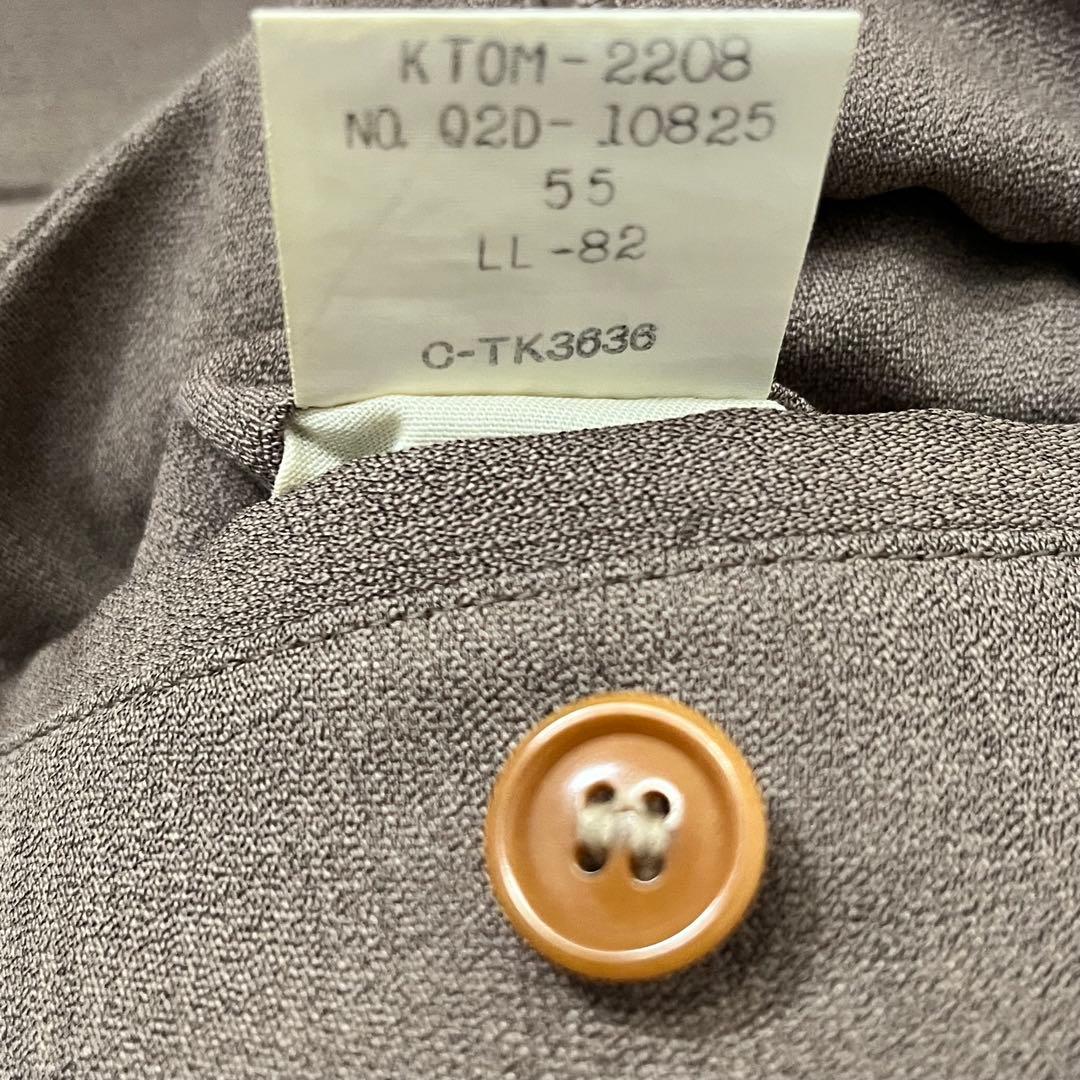 KTOM-2208
NO. Q2D-10825
55
LL-82
C-TK3636